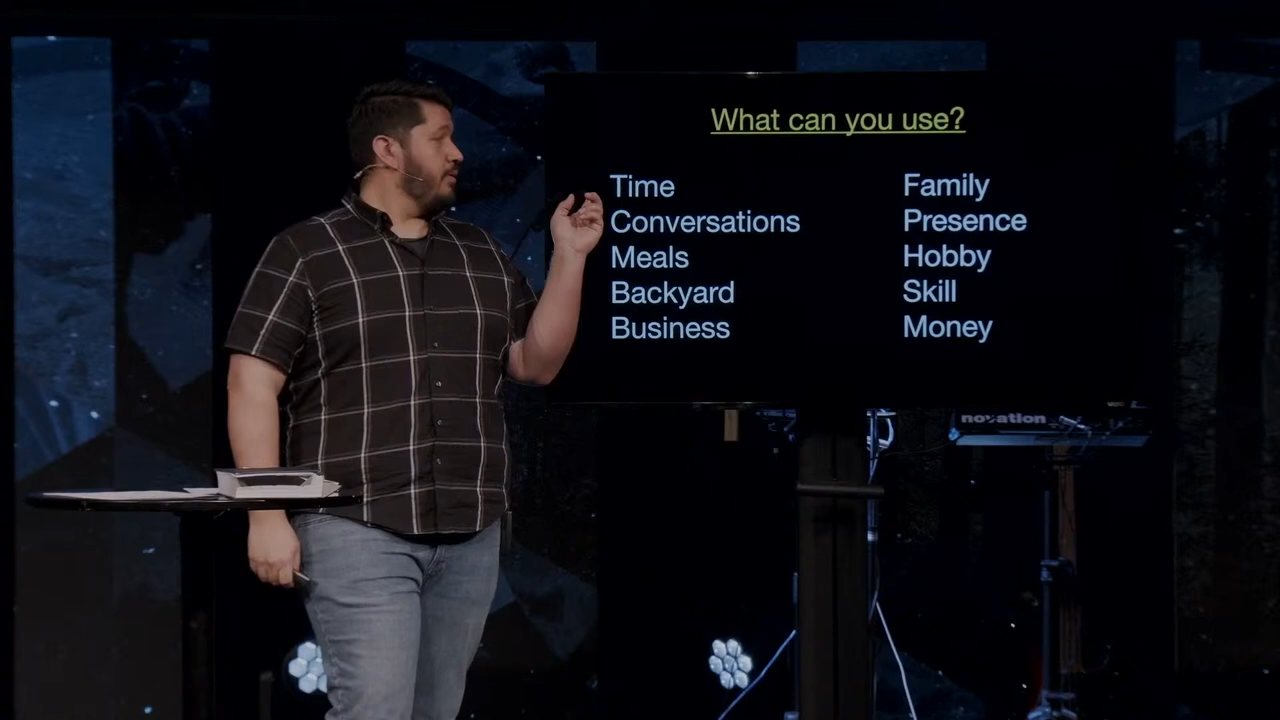 What can you use?
Time
Conversations
Meals
Backyard
Business
Family
Presence
Hobby
Skill
Money
novation